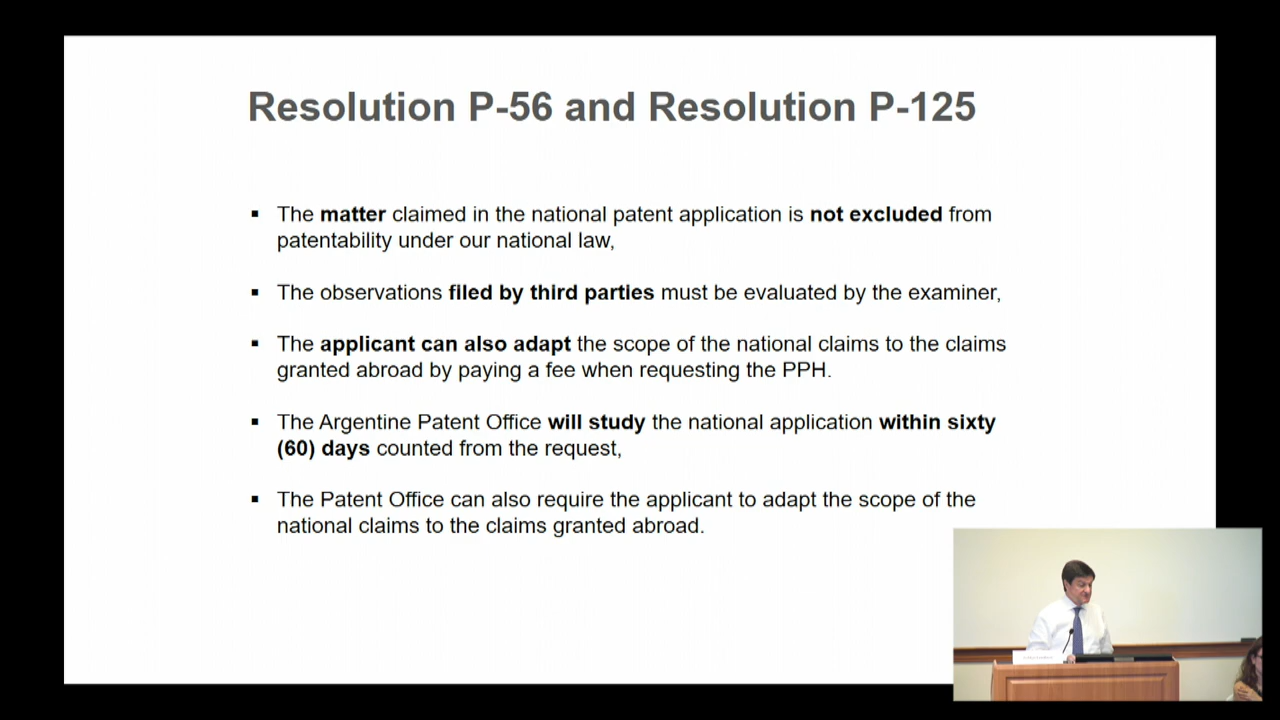 Resolution P-56 and Resolution P-125
▪ The matter claimed in the national patent application is not excluded from
patentability under our national law,
▪ The observations filed by third parties must be evaluated by the examiner,
▪ The applicant can also adapt the scope of the national claims to the claims
granted abroad by paying a fee when requesting the PPH.
▪ The Argentine Patent Office will study the national application within sixty
(60) days counted from the request,
▪ The Patent Office can also require the applicant to adapt the scope of the
national claims to the claims granted abroad.